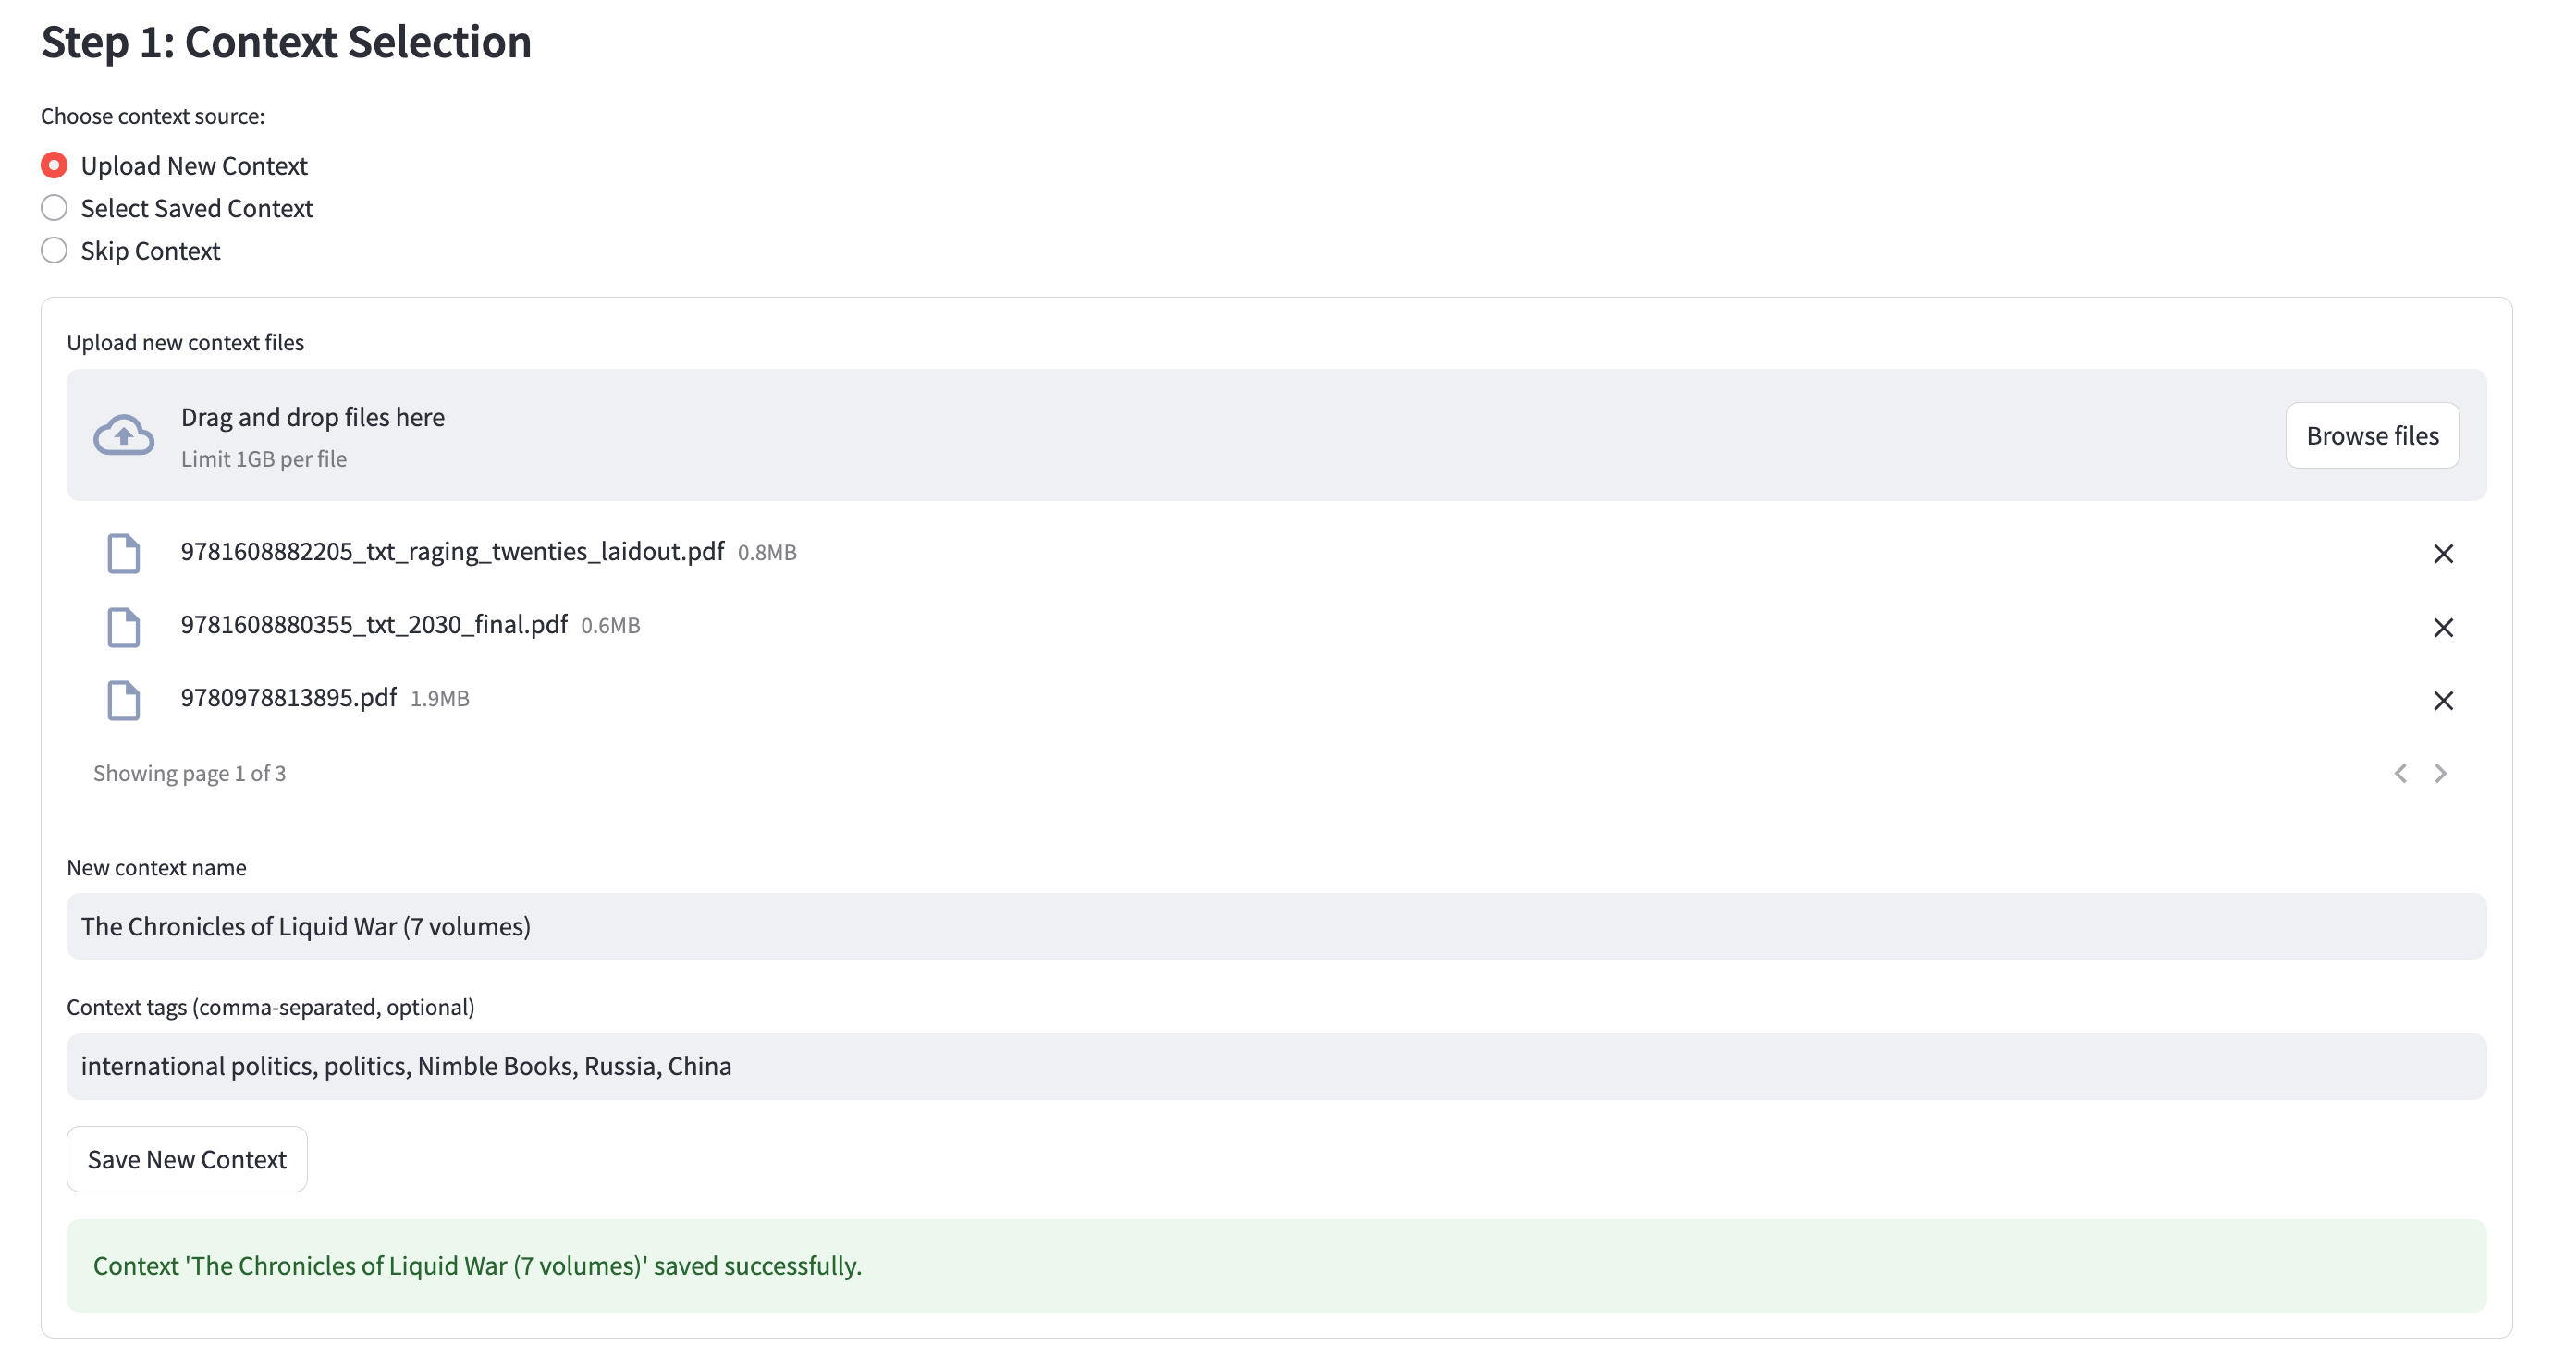 Step 1: Context Selection
Choose context source:
Upload New Context
Select Saved Context
Skip Context
Upload new context files
Drag and drop files here
Limit 1GB per file
Browse files
9781608882205_txt_raging_twenties_laidout.pdf 0.8MB
9781608880355_txt_2030_final.pdf 0.6MB
9780978813895.pdf 1.9MB
Showing page 1 of 3
New context name
The Chronicles of Liquid War (7 volumes)
Context tags (comma-separated, optional)
international politics, politics, Nimble Books, Russia, China
Save New Context
Context 'The Chronicles of Liquid War (7 volumes)' saved successfully.